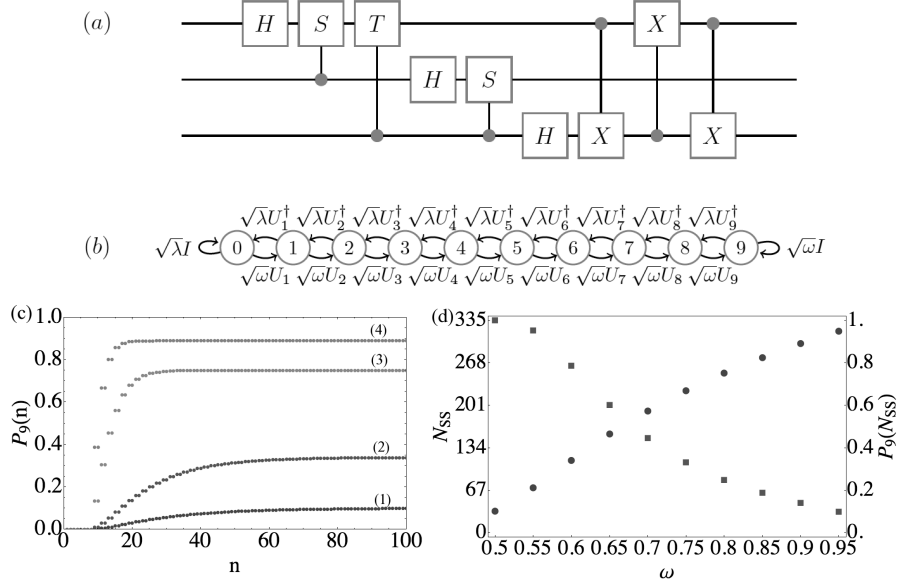 (a)
H S T X
H S
H X X
(b)
√λU₁† √λU₂† √λU₃† √λU₄† √λU₅† √λU₆† √λU₇† √λU₈† √λU₉†
√λI 0 1 2 3 4 5 6 7 8 9 √ωI
√ωU₁ √ωU₂ √ωU₃ √ωU₄ √ωU₅ √ωU₆ √ωU₇ √ωU₈ √ωU₉
(c)
P₉(n)
1.0
0.8
0.6
0.4
0.2
0.0
(4)
(3)
(2)
(1)
0 20 40 60 80 100
n
(d)
N_SS
335
268
201
134
67
0
1.
0.8
0.6
0.4
0.2
0
P₉(N_SS)
0.5 0.55 0.6 0.65 0.7 0.75 0.8 0.85 0.9 0.95
ω